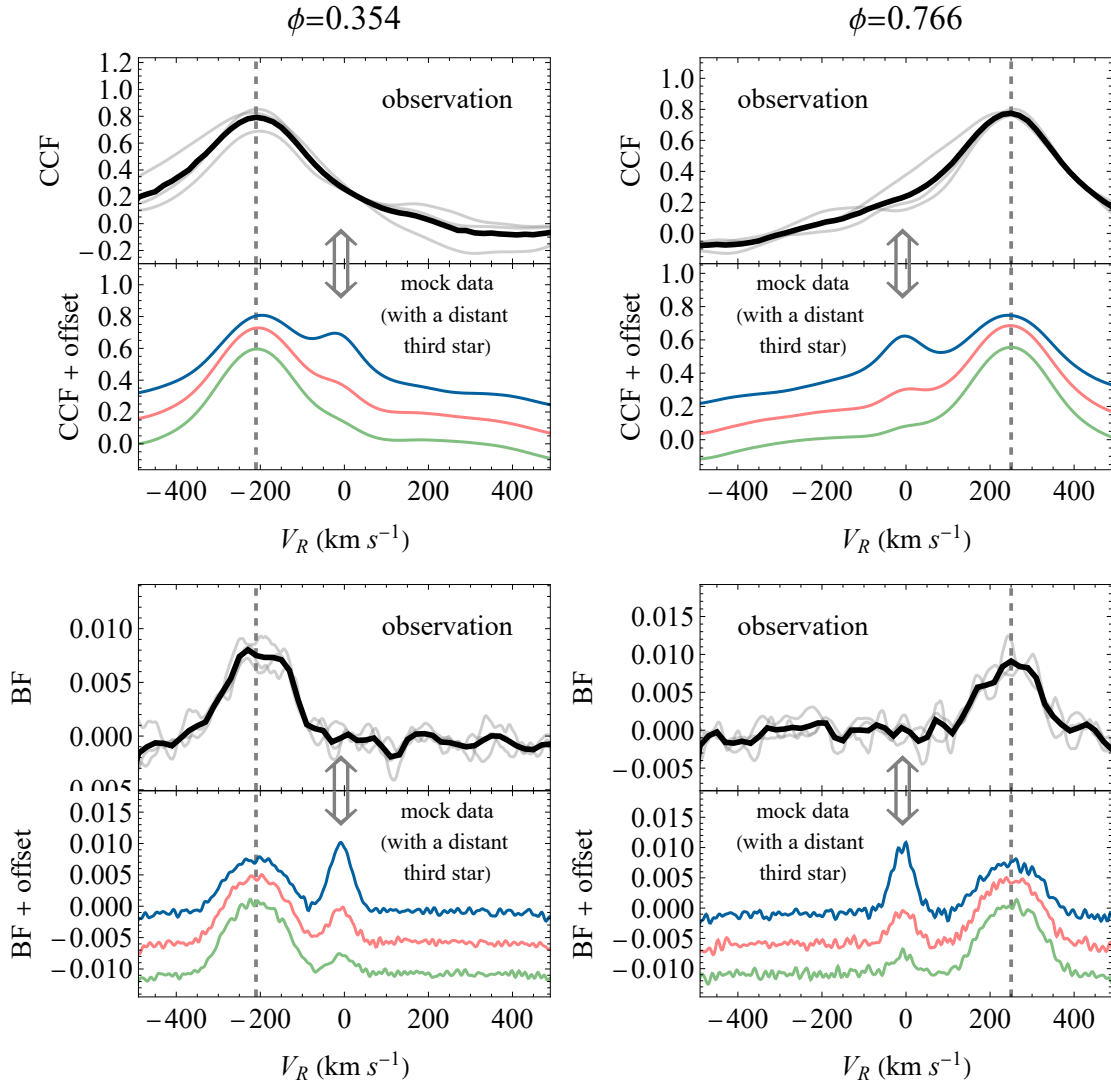 ϕ=0.354
ϕ=0.766
1.2
1.0
0.8
0.6
0.4
0.2
0.0
−0.2
CCF
observation
1.0
0.8
0.6
0.4
0.2
0.0
CCF + offset
mock data
(with a distant
third star)
−400 −200 0 200 400
V_R (km s⁻¹)
1.0
0.8
0.6
0.4
0.2
0.0
CCF
observation
1.0
0.8
0.6
0.4
0.2
0.0
CCF + offset
mock data
(with a distant
third star)
−400 −200 0 200 400
V_R (km s⁻¹)
0.010
0.005
0.000
BF
observation
0.015
0.010
0.005
0.000
−0.005
−0.010
BF + offset
mock data
(with a distant
third star)
−400 −200 0 200 400
V_R (km s⁻¹)
0.015
0.010
0.005
0.000
−0.005
BF
observation
0.015
0.010
0.005
0.000
−0.005
−0.010
BF + offset
mock data
(with a distant
third star)
−400 −200 0 200 400
V_R (km s⁻¹)